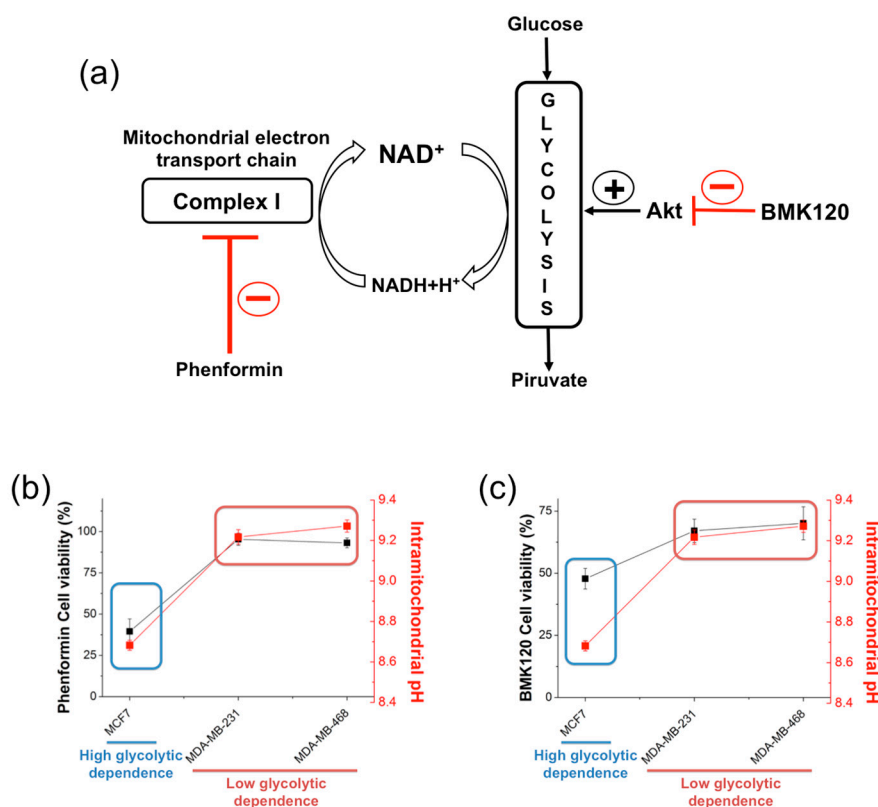 (a)
Glucose
Mitochondrial electron
transport chain
Complex I
NAD⁺
NADH+H⁺
G
L
Y
C
O
L
Y
S
I
S
+
Akt
−
BMK120
−
Phenformin
Piruvate
(b)
Phenformin Cell viability (%)
100
75
50
25
0
9.4
9.2
9.0
8.8
8.6
8.4
Intramitochondrial pH
MCF7
MDA-MB-231
MDA-MB-468
High glycolytic
dependence
Low glycolytic
dependence
(c)
BMK120 Cell viability (%)
75
50
25
0
9.4
9.2
9.0
8.8
8.6
8.4
Intramitochondrial pH
MCF7
MDA-MB-231
MDA-MB-468
High glycolytic
dependence
Low glycolytic
dependence